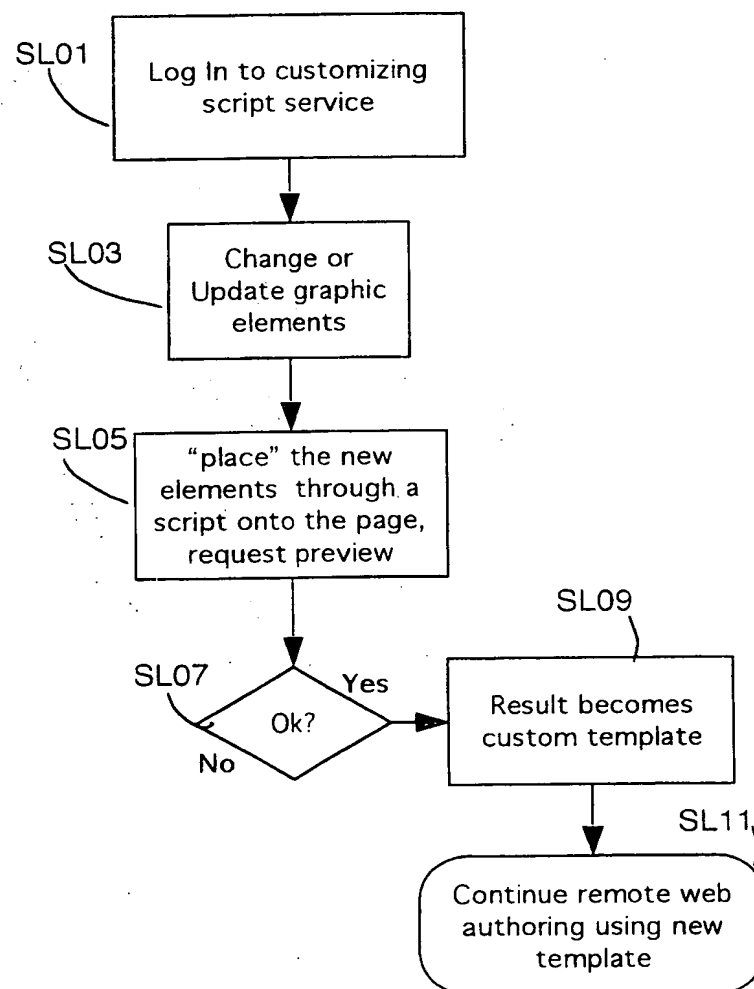 SL01
Log In to customizing
script service
SL03
Change or
Update graphic
elements
SL05
“place” the new
elements through a
script onto the page,
request preview
SL07
Ok?
Yes
No
SL09
Result becomes
custom template
SL11
Continue remote web
authoring using new
template